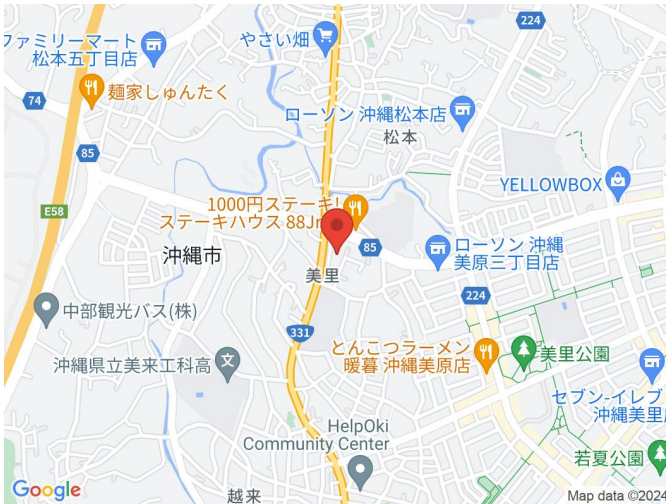 ファミリーマート
松本五丁目店
やさい畑
224
74
麺家しゅんたく
ローソン 沖縄松本店
松本
85
YELLOWBOX
1000円ステーキ!
ステーキハウス 88Jr
E58
沖縄市
85
ローソン 沖縄
美原三丁目店
美里
224
中部観光バス(株)
331
とんこつラーメン
暖暮 沖縄美原店
美里公園
沖縄県立美来工科高
文
セブン-イレブ
沖縄美里
HelpOki
Community Center
若夏公園
Google
越来
Map data ©2024